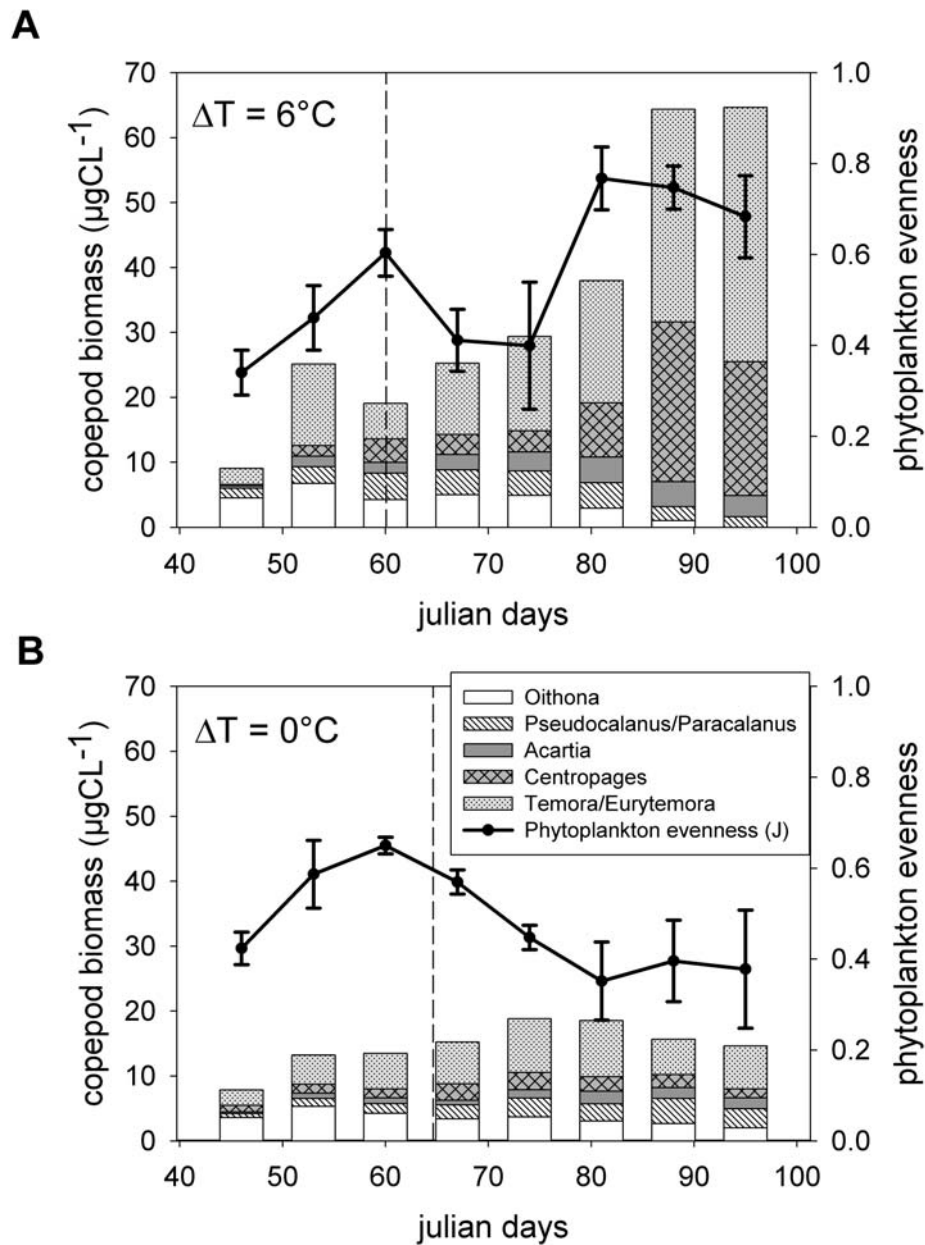 A
ΔT = 6°C
copepod biomass (µgCL⁻¹)
70
60
50
40
30
20
10
0
phytoplankton evenness
1.0
0.8
0.6
0.4
0.2
0.0
40 50 60 70 80 90 100
julian days
B
ΔT = 0°C
copepod biomass (µgCL⁻¹)
70
60
50
40
30
20
10
0
Oithona
Pseudocalanus/Paracalanus
Acartia
Centropages
Temora/Eurytemora
Phytoplankton evenness (J)
phytoplankton evenness
1.0
0.8
0.6
0.4
0.2
0.0
40 50 60 70 80 90 100
julian days